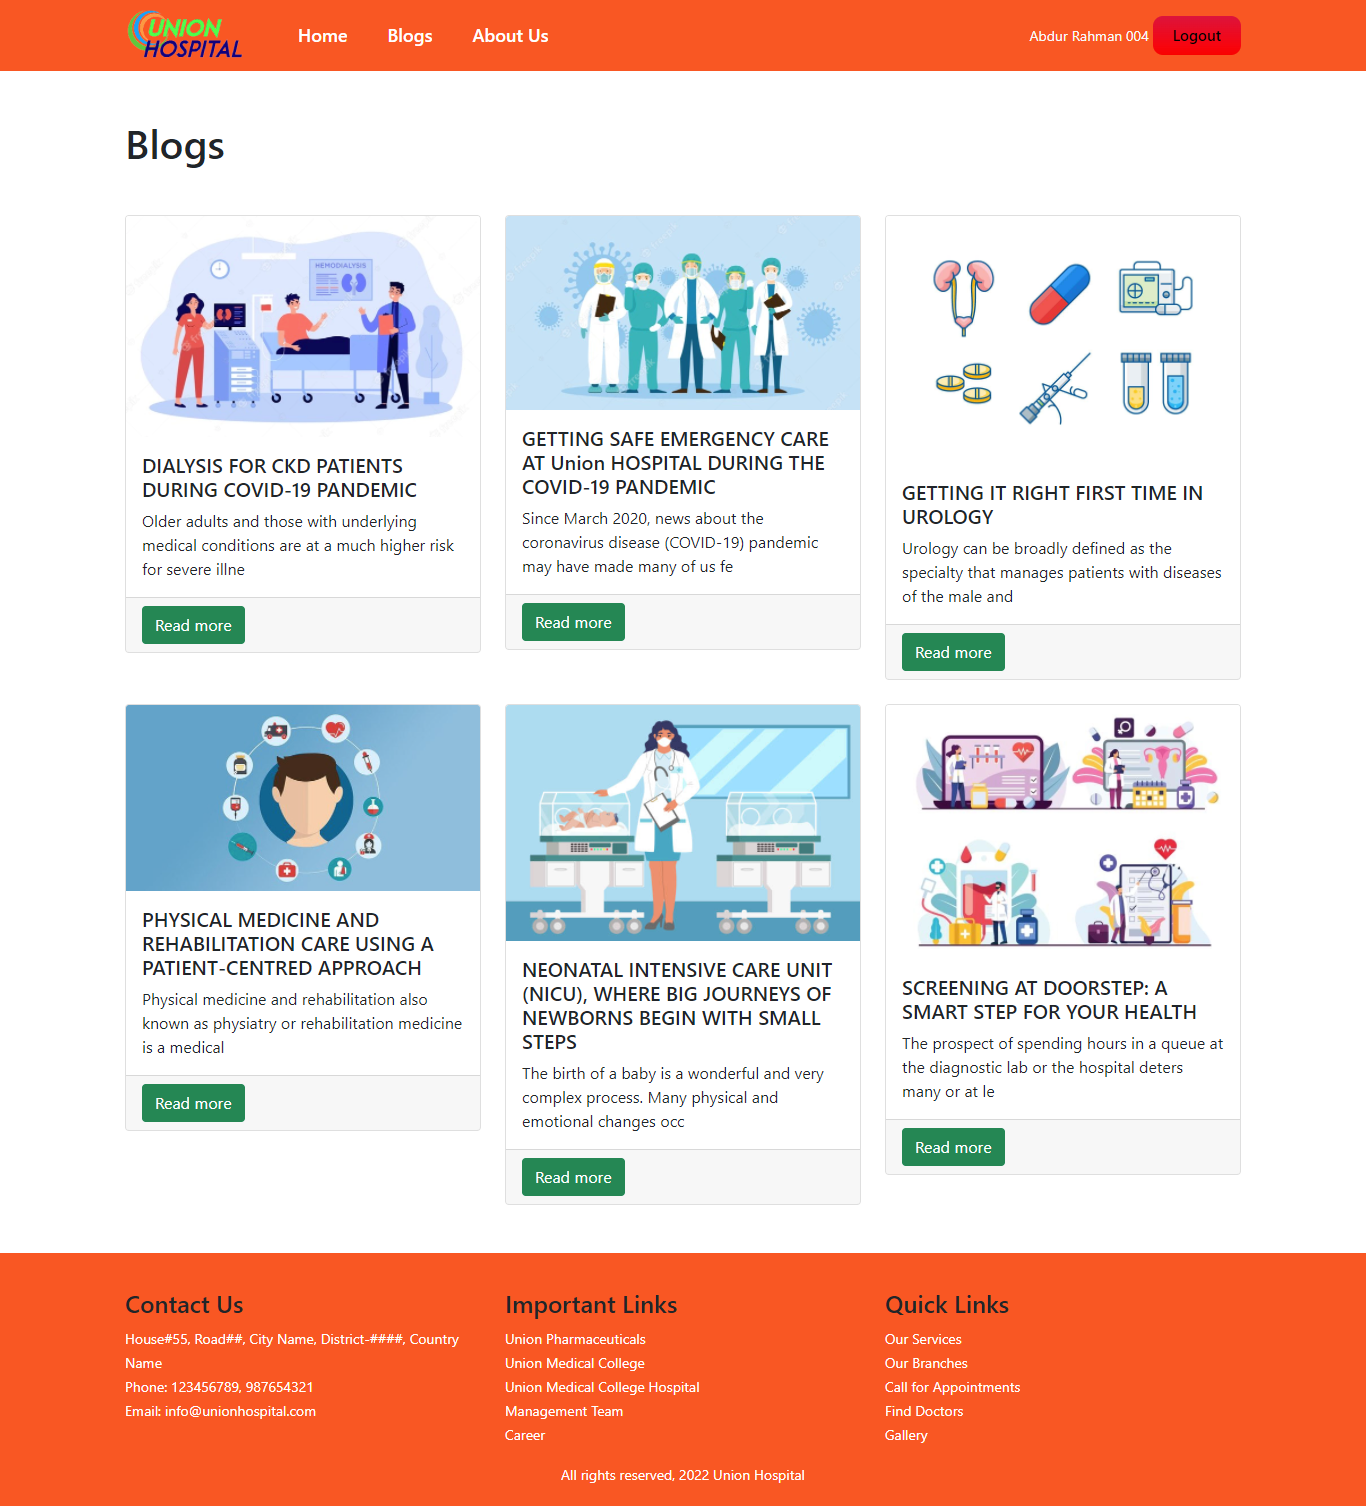 UNION
HOSPITAL
Home
Blogs
About Us
Abdur Rahman 004
Logout
Blogs
HEMODIALYSIS
DIALYSIS FOR CKD PATIENTS
DURING COVID-19 PANDEMIC
Older adults and those with underlying
medical conditions are at a much higher risk
for severe illne
Read more
GETTING SAFE EMERGENCY CARE
AT Union HOSPITAL DURING THE
COVID-19 PANDEMIC
Since March 2020, news about the
coronavirus disease (COVID-19) pandemic
may have made many of us fe
Read more
GETTING IT RIGHT FIRST TIME IN
UROLOGY
Urology can be broadly defined as the
specialty that manages patients with diseases
of the male and
Read more
PHYSICAL MEDICINE AND
REHABILITATION CARE USING A
PATIENT-CENTRED APPROACH
Physical medicine and rehabilitation also
known as physiatry or rehabilitation medicine
is a medical
Read more
NEONATAL INTENSIVE CARE UNIT
(NICU), WHERE BIG JOURNEYS OF
NEWBORNS BEGIN WITH SMALL
STEPS
The birth of a baby is a wonderful and very
complex process. Many physical and
emotional changes occ
Read more
SCREENING AT DOORSTEP: A
SMART STEP FOR YOUR HEALTH
The prospect of spending hours in a queue at
the diagnostic lab or the hospital deters
many or at le
Read more
Contact Us
House#55, Road##, City Name, District-####, Country
Name
Phone: 123456789, 987654321
Email: info@unionhospital.com
Important Links
Union Pharmaceuticals
Union Medical College
Union Medical College Hospital
Management Team
Career
Quick Links
Our Services
Our Branches
Call for Appointments
Find Doctors
Gallery
All rights reserved, 2022 Union Hospital